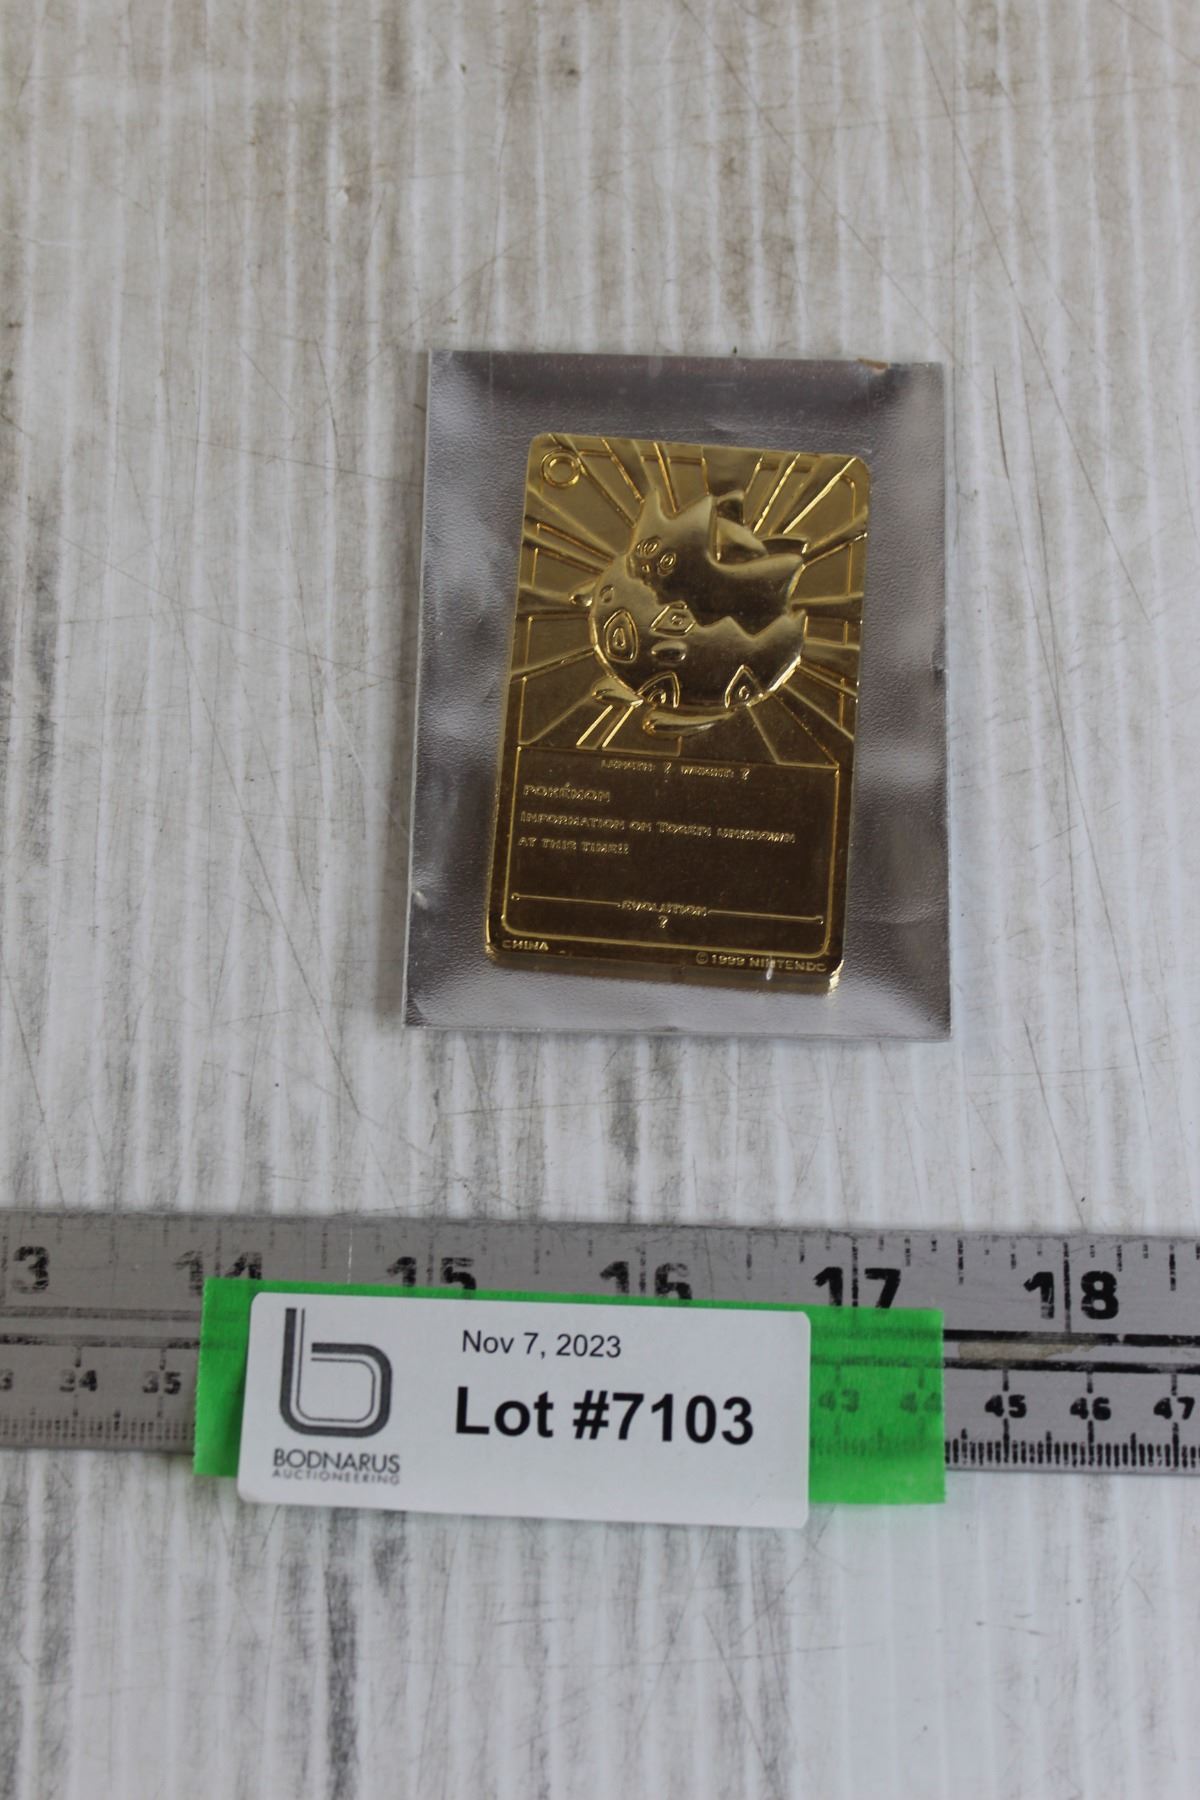 LENGTH: ? WEIGHT: ?
POKÉMON
INFORMATION ON TOGEPI UNKNOWN
AT THIS TIME!!
EVOLUTION
?
CHINA
©1999 NINTENDO
3 14 15 16 17 18
34 35 43 44 45 46 47
Nov 7, 2023
Lot #7103
b
BODNARUS
AUCTIONEERING